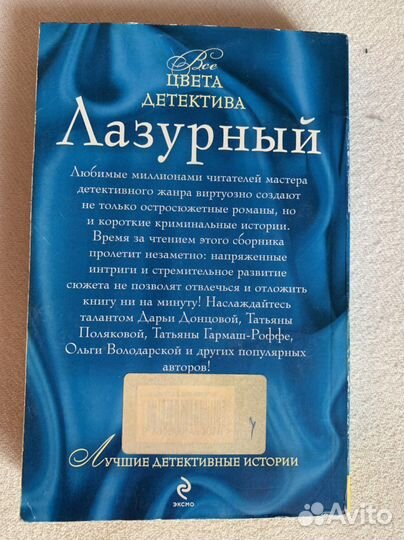 Все
ЦВЕТА
ДЕТЕКТИВА
Лазурный
Любимые миллионами читателей мастера
детективного жанра виртуозно создают
не только остросюжетные романы, но
и короткие криминальные истории.
Время за чтением этого сборника
пролетит незаметно: напряженные
интриги и стремительное развитие
сюжета не позволят отвлечься и отложить
книгу ни на минуту! Наслаждайтесь
талантом Дарьи Донцовой, Татьяны
Поляковой, Татьяны Гармаш-Роффе,
Ольги Володарской и других популярных
авторов!
ЛУЧШИЕ ДЕТЕКТИВНЫЕ ИСТОРИИ
ЭКСМО
Avito